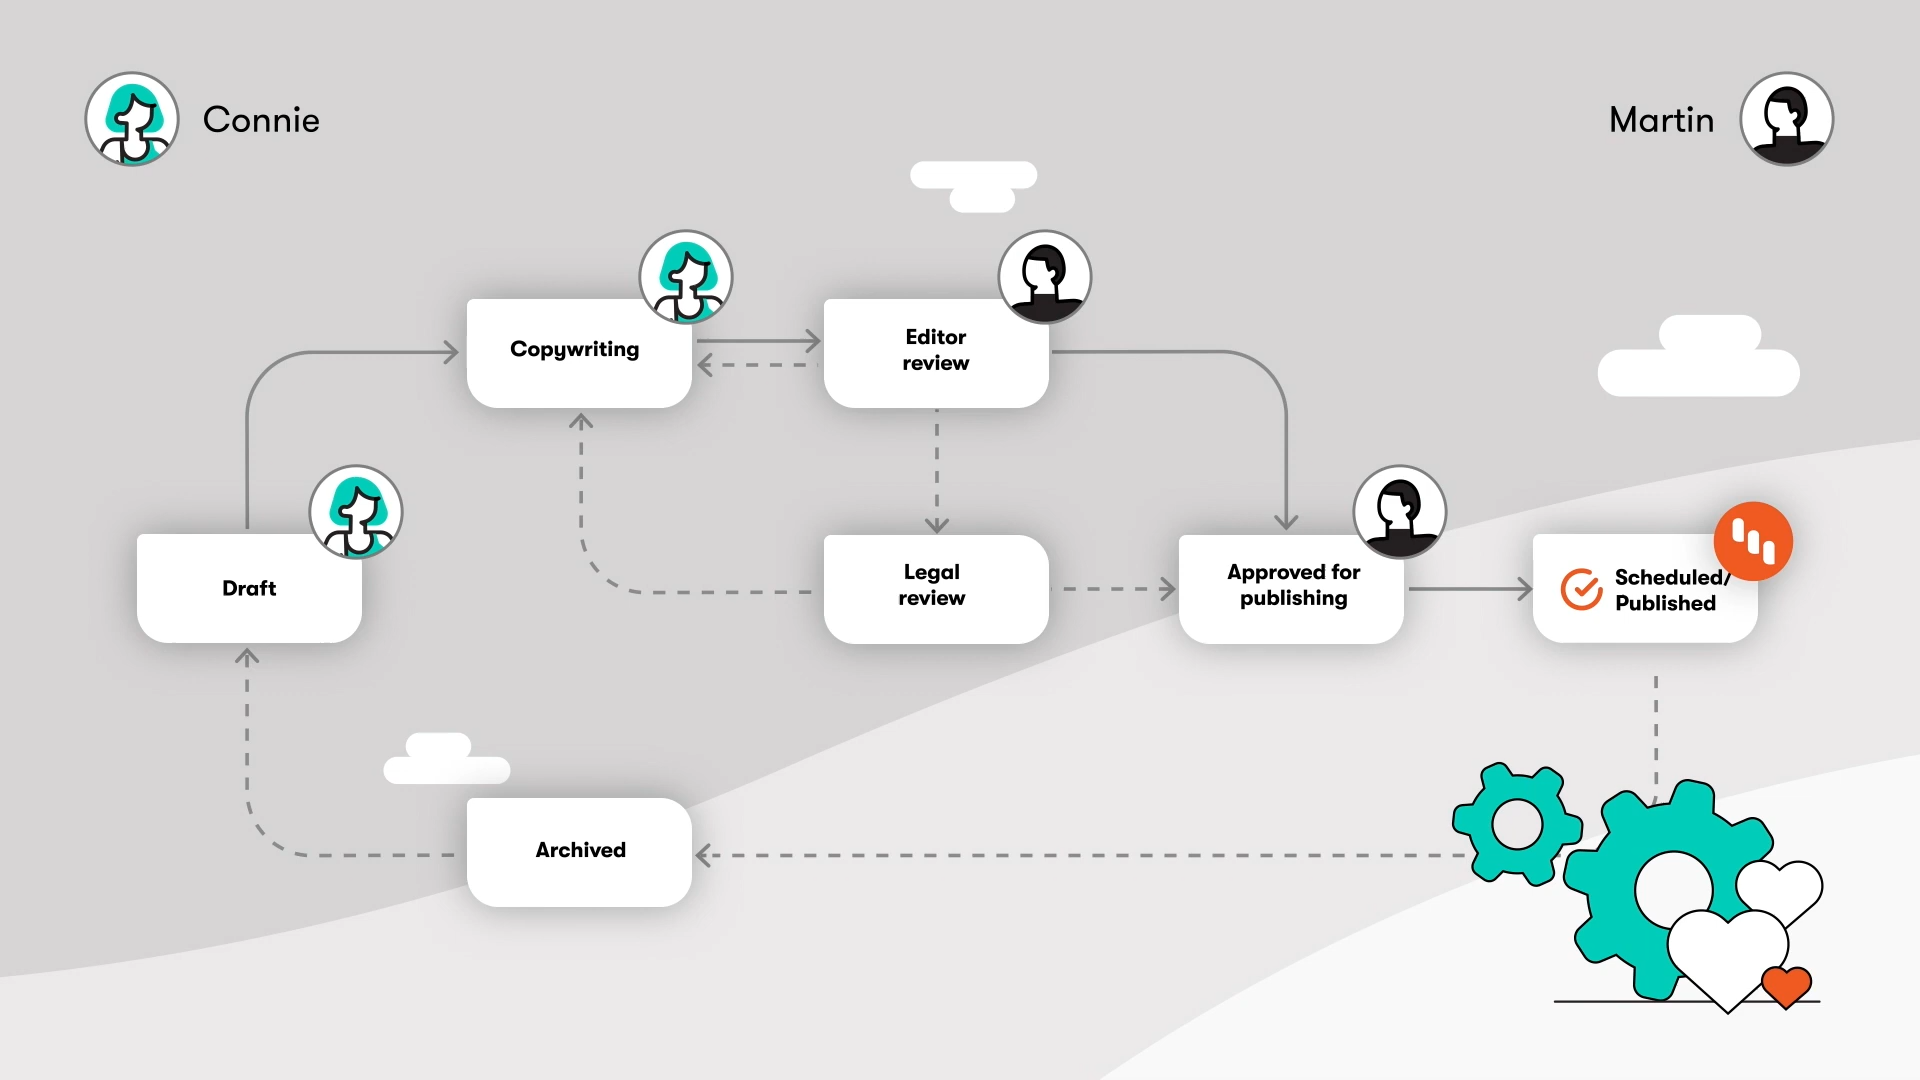 Connie
Martin
Copywriting
Editor
review
Draft
Legal
review
Approved for
publishing
Scheduled/
Published
Archived